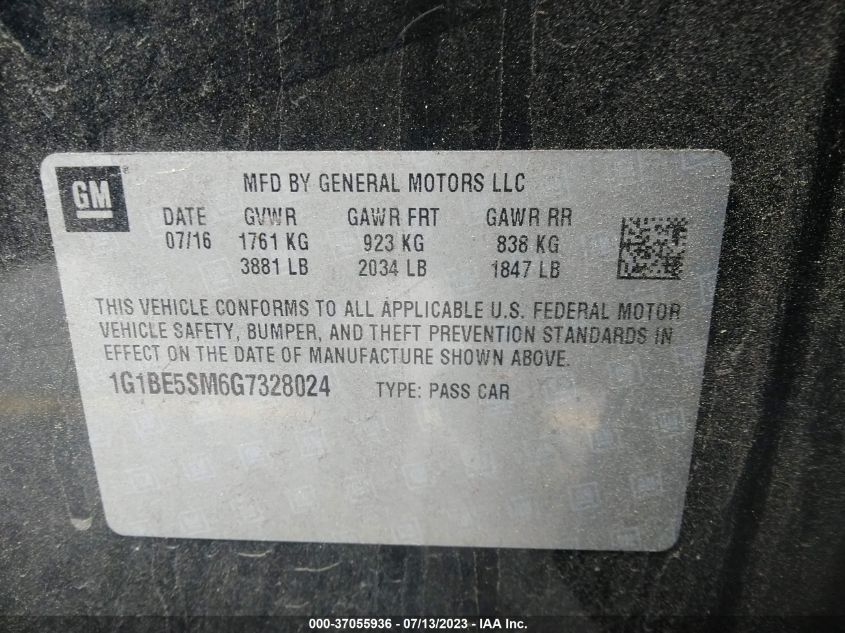 GM
MFD BY GENERAL MOTORS LLC
DATE GVWR GAWR FRT GAWR RR
07/16 1761 KG 923 KG 838 KG
3881 LB 2034 LB 1847 LB
THIS VEHICLE CONFORMS TO ALL APPLICABLE U.S. FEDERAL MOTOR
VEHICLE SAFETY, BUMPER, AND THEFT PREVENTION STANDARDS IN
EFFECT ON THE DATE OF MANUFACTURE SHOWN ABOVE.
1G1BE5SM6G7328024 TYPE: PASS CAR
000-37055936 - 07/13/2023 - IAA Inc.